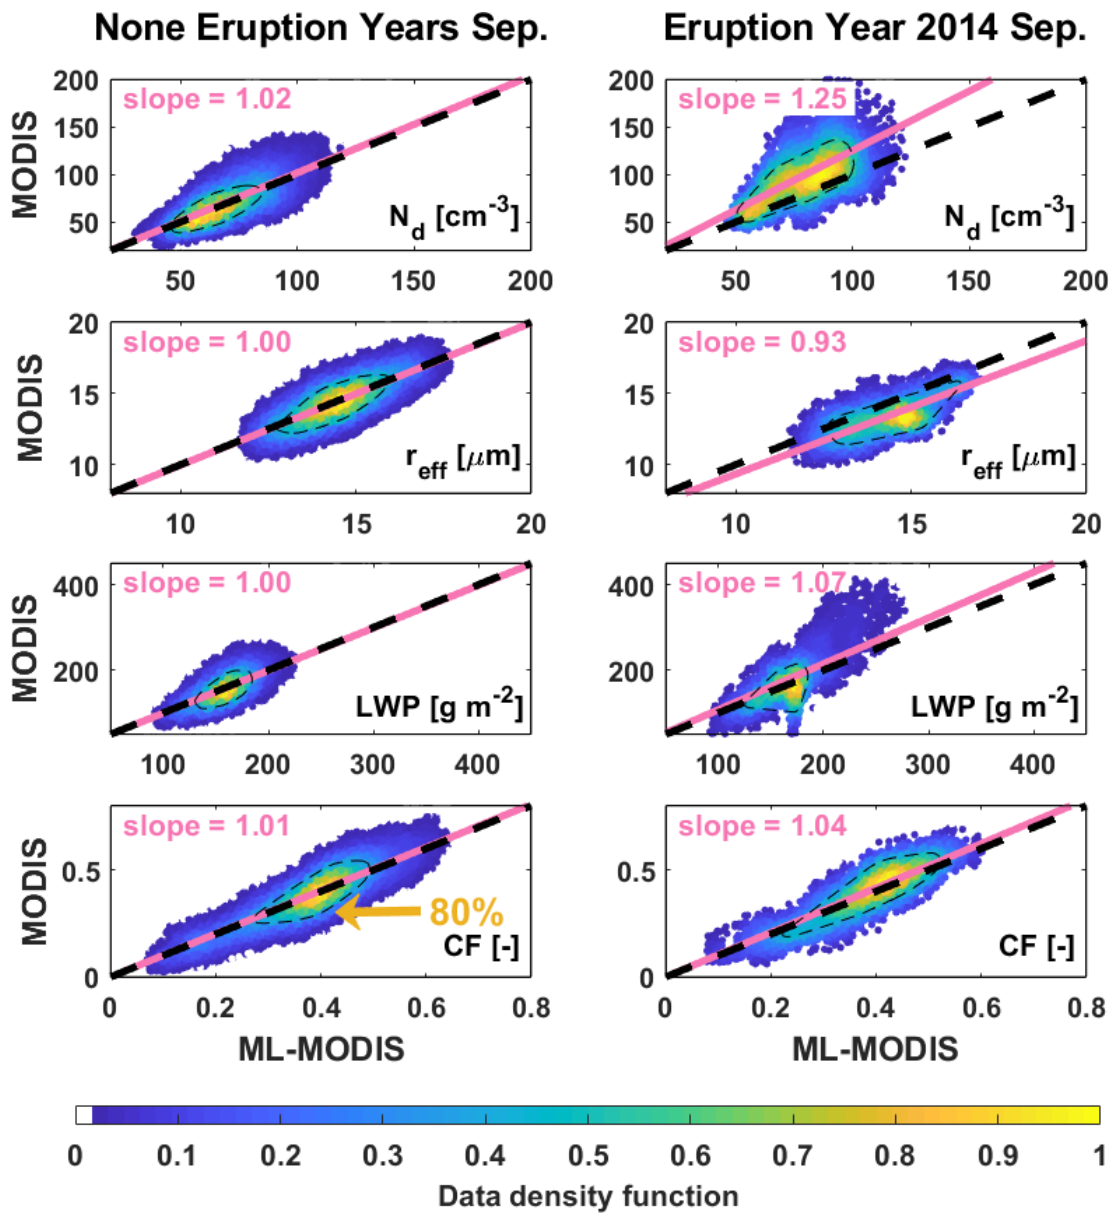 None Eruption Years Sep.
Eruption Year 2014 Sep.
200
150
100
50
MODIS
slope = 1.02
N_d [cm^-3]
50
100
150
200
200
150
100
50
slope = 1.25
N_d [cm^-3]
50
100
150
200
20
15
10
MODIS
slope = 1.00
r_eff [μm]
10
15
20
20
15
10
slope = 0.93
r_eff [μm]
10
15
20
400
200
MODIS
slope = 1.00
LWP [g m^-2]
100
200
300
400
400
200
slope = 1.07
LWP [g m^-2]
100
200
300
400
0.5
0
MODIS
slope = 1.01
80%
CF [-]
0
0.2
0.4
0.6
0.8
ML-MODIS
0.5
0
slope = 1.04
CF [-]
0
0.2
0.4
0.6
0.8
ML-MODIS
0
0.1
0.2
0.3
0.4
0.5
0.6
0.7
0.8
0.9
1
Data density function